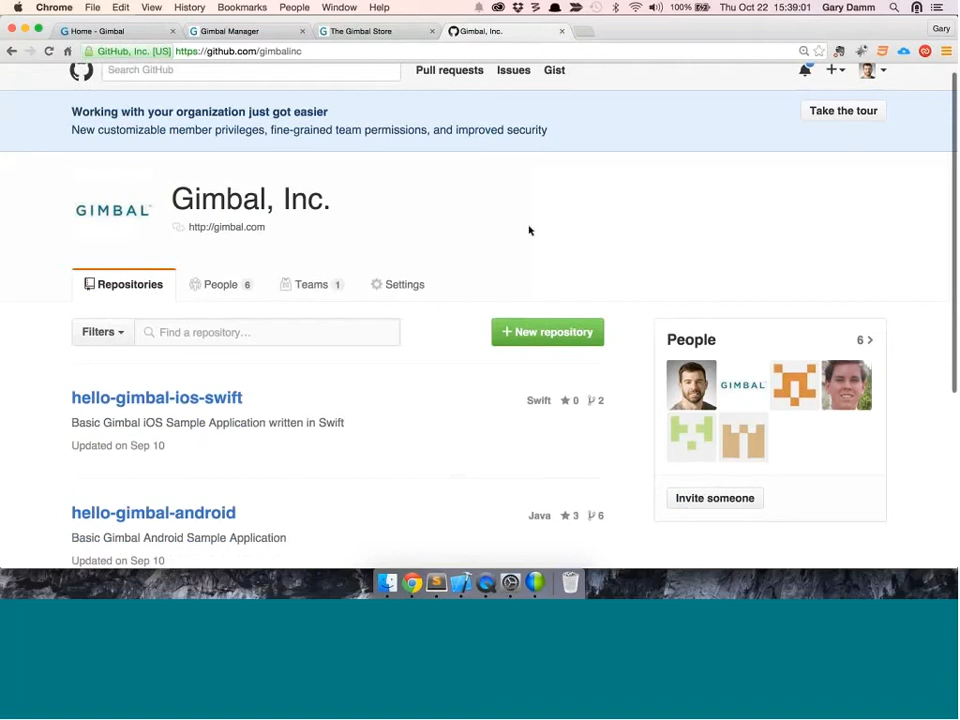 Chrome File Edit View History Bookmarks People Window Help 100% Thu Oct 22 15:39:01 Gary Damm
Home - Gimbal Gimbal Manager The Gimbal Store Gimbal, Inc. Gary
GitHub, Inc. [US] https://github.com/gimbalinc
Search GitHub Pull requests Issues Gist
Working with your organization just got easier
New customizable member privileges, fine-grained team permissions, and improved security
Take the tour
GIMBAL
Gimbal, Inc.
http://gimbal.com
Repositories People 6 Teams 1 Settings
Filters Find a repository… + New repository
People 6
GIMBAL
Invite someone
hello-gimbal-ios-swift
Swift 0 2
Basic Gimbal iOS Sample Application written in Swift
Updated on Sep 10
hello-gimbal-android
Java 3 6
Basic Gimbal Android Sample Application
Updated on Sep 10